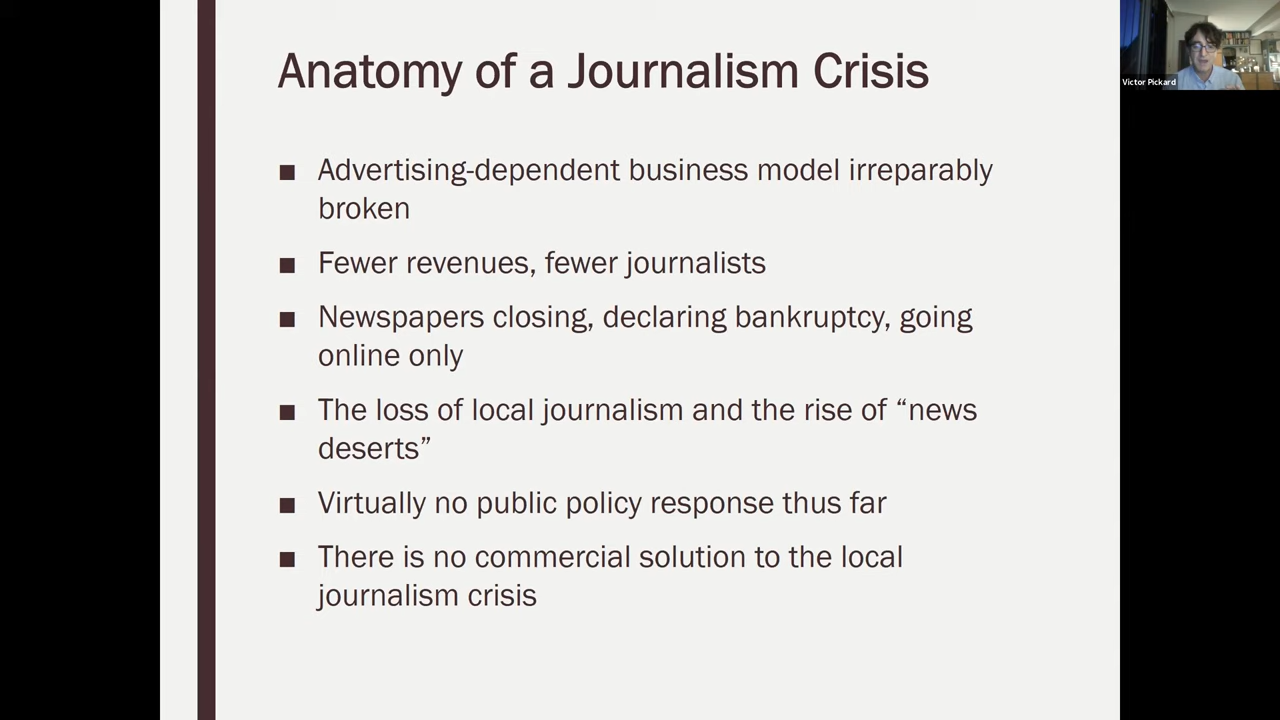 Anatomy of a Journalism Crisis
Victor Pickard
■ Advertising-dependent business model irreparably
broken
■ Fewer revenues, fewer journalists
■ Newspapers closing, declaring bankruptcy, going
online only
■ The loss of local journalism and the rise of “news
deserts”
■ Virtually no public policy response thus far
■ There is no commercial solution to the local
journalism crisis